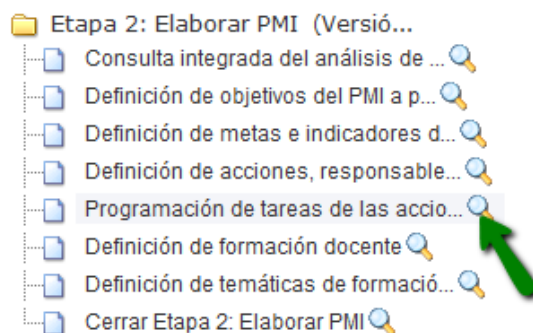 Etapa 2: Elaborar PMI (Versió...
Consulta integrada del análisis de ...
Definición de objetivos del PMI a p...
Definición de metas e indicadores d...
Definición de acciones, responsable...
Programación de tareas de las accio...
Definición de formación docente
Definición de temáticas de formació...
Cerrar Etapa 2: Elaborar PMI